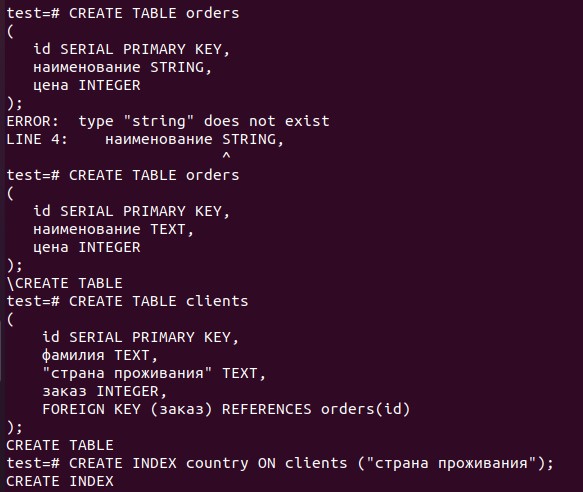 test=# CREATE TABLE orders
(
   id SERIAL PRIMARY KEY,
   наименование STRING,
   цена INTEGER
);
ERROR:  type "string" does not exist
LINE 4:    наименование STRING,
                        ^
test=# CREATE TABLE orders
(
   id SERIAL PRIMARY KEY,
   наименование TEXT,
   цена INTEGER
);
\CREATE TABLE
test=# CREATE TABLE clients
(
    id SERIAL PRIMARY KEY,
    фамилия TEXT,
    "страна проживания" TEXT,
    заказ INTEGER,
    FOREIGN KEY (заказ) REFERENCES orders(id)
);
CREATE TABLE
test=# CREATE INDEX country ON clients ("страна проживания");
CREATE INDEX